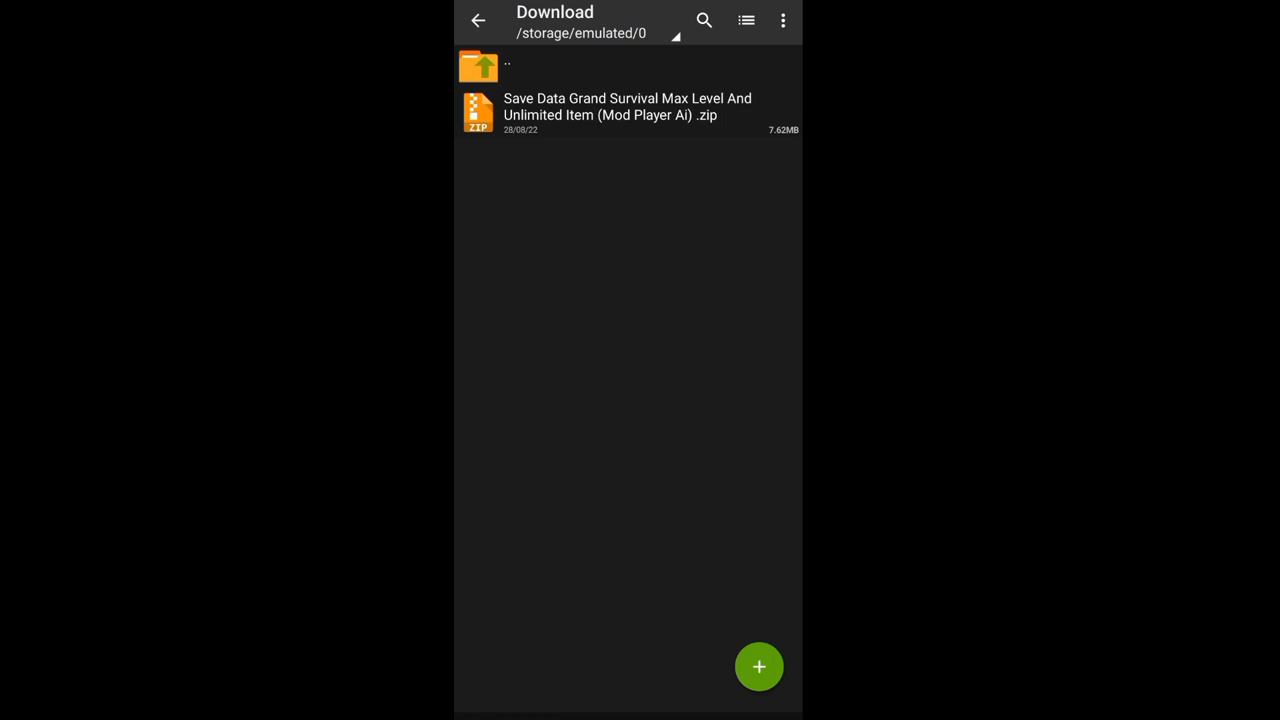 Download
/storage/emulated/0
..
Save Data Grand Survival Max Level And
Unlimited Item (Mod Player Ai) .zip
ZIP
28/08/22
7.62MB